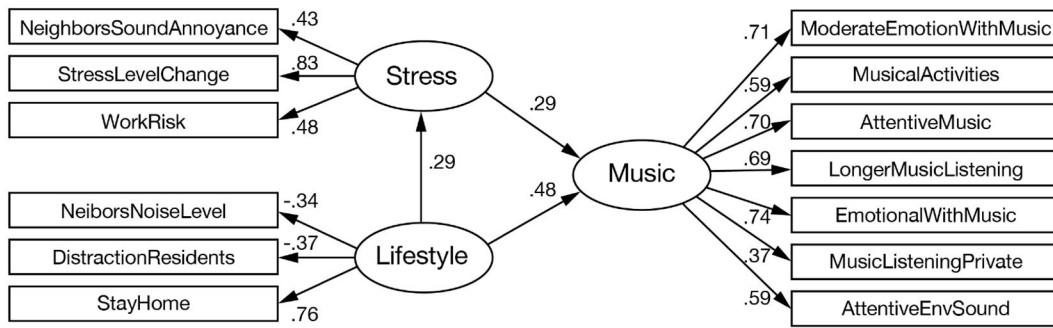 NeighborsSoundAnnoyance
.43
StressLevelChange
.83
WorkRisk
.48
Stress
.29
NeiborsNoiseLevel
-.34
DistractionResidents
-.37
StayHome
.76
Lifestyle
.29
.48
Music
.71
ModerateEmotionWithMusic
.59
MusicalActivities
.70
AttentiveMusic
.69
LongerMusicListening
.74
EmotionalWithMusic
.37
MusicListeningPrivate
.59
AttentiveEnvSound